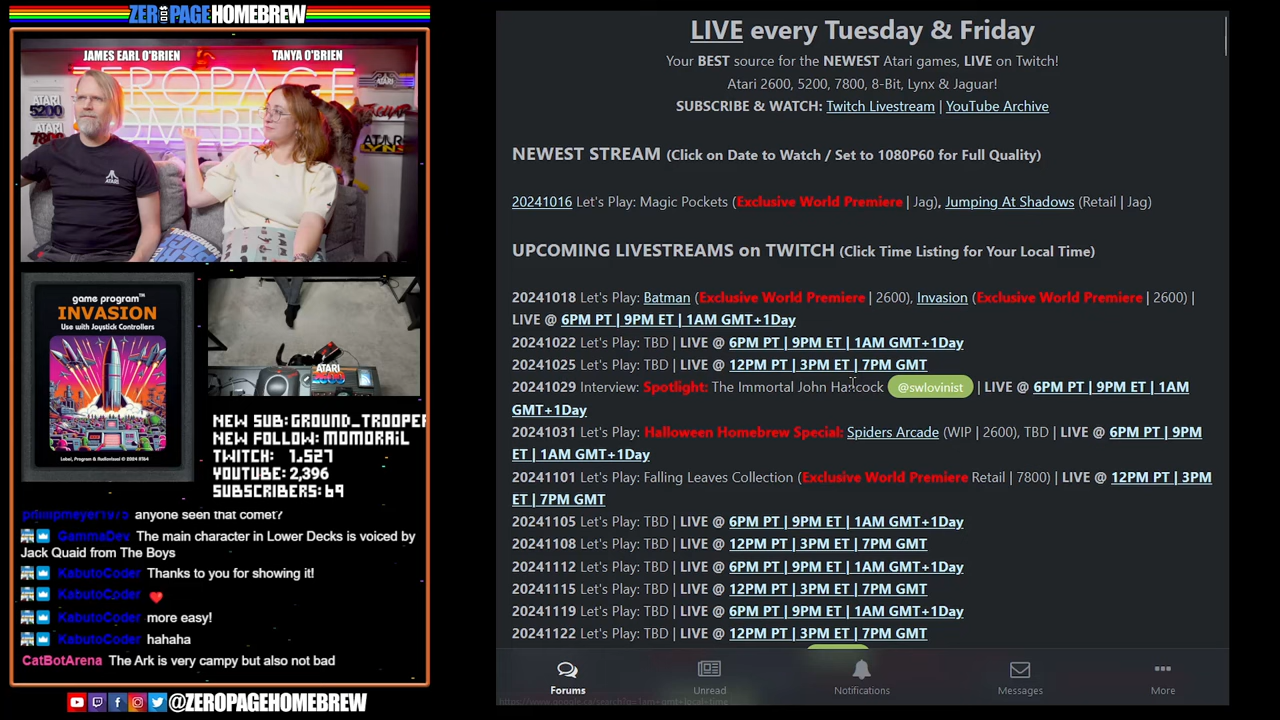 ZEROPAGEHOMEBREW
JAMES EARL O'BRIEN
TANYA O'BRIEN
ZEROPAGE
HOMEBREW
ATARI
5200
ATARI
7800
ATARI
LYNX
ATARI
game program™
INVASION
Use with Joystick Controllers
ATARI
2600
NEW SUB: GROUND_TROOPER
NEW FOLLOW: MOMORAIL
TWITCH: 1,527
YOUTUBE: 2,396
SUBSCRIBERS: 69
anyone seen that comet?
GammaDev The main character in Lower Decks is voiced by
Jack Quaid from The Boys
KabutoCoder Thanks to you for showing it!
KabutoCoder
KabutoCoder more easy!
KabutoCoder hahaha
CatBotArena The Ark is very campy but also not bad
@ZEROPAGEHOMEBREW
LIVE every Tuesday & Friday
Your BEST source for the NEWEST Atari games, LIVE on Twitch!
Atari 2600, 5200, 7800, 8-Bit, Lynx & Jaguar!
SUBSCRIBE & WATCH: Twitch Livestream | YouTube Archive
NEWEST STREAM (Click on Date to Watch / Set to 1080P60 for Full Quality)
20241016 Let's Play: Magic Pockets (Exclusive World Premiere | Jag), Jumping At Shadows (Retail | Jag)
UPCOMING LIVESTREAMS on TWITCH (Click Time Listing for Your Local Time)
20241018 Let's Play: Batman (Exclusive World Premiere | 2600), Invasion (Exclusive World Premiere | 2600) |
LIVE @ 6PM PT | 9PM ET | 1AM GMT+1Day
20241022 Let's Play: TBD | LIVE @ 6PM PT | 9PM ET | 1AM GMT+1Day
20241025 Let's Play: TBD | LIVE @ 12PM PT | 3PM ET | 7PM GMT
20241029 Interview: Spotlight: The Immortal John Hancock @swlovinist | LIVE @ 6PM PT | 9PM ET | 1AM
GMT+1Day
20241031 Let's Play: Halloween Homebrew Special: Spiders Arcade (WIP | 2600), TBD | LIVE @ 6PM PT | 9PM
ET | 1AM GMT+1Day
20241101 Let's Play: Falling Leaves Collection (Exclusive World Premiere Retail | 7800) | LIVE @ 12PM PT | 3PM
ET | 7PM GMT
20241105 Let's Play: TBD | LIVE @ 6PM PT | 9PM ET | 1AM GMT+1Day
20241108 Let's Play: TBD | LIVE @ 12PM PT | 3PM ET | 7PM GMT
20241112 Let's Play: TBD | LIVE @ 6PM PT | 9PM ET | 1AM GMT+1Day
20241115 Let's Play: TBD | LIVE @ 12PM PT | 3PM ET | 7PM GMT
20241119 Let's Play: TBD | LIVE @ 6PM PT | 9PM ET | 1AM GMT+1Day
20241122 Let's Play: TBD | LIVE @ 12PM PT | 3PM ET | 7PM GMT
Forums
Unread
Notifications
Messages
More